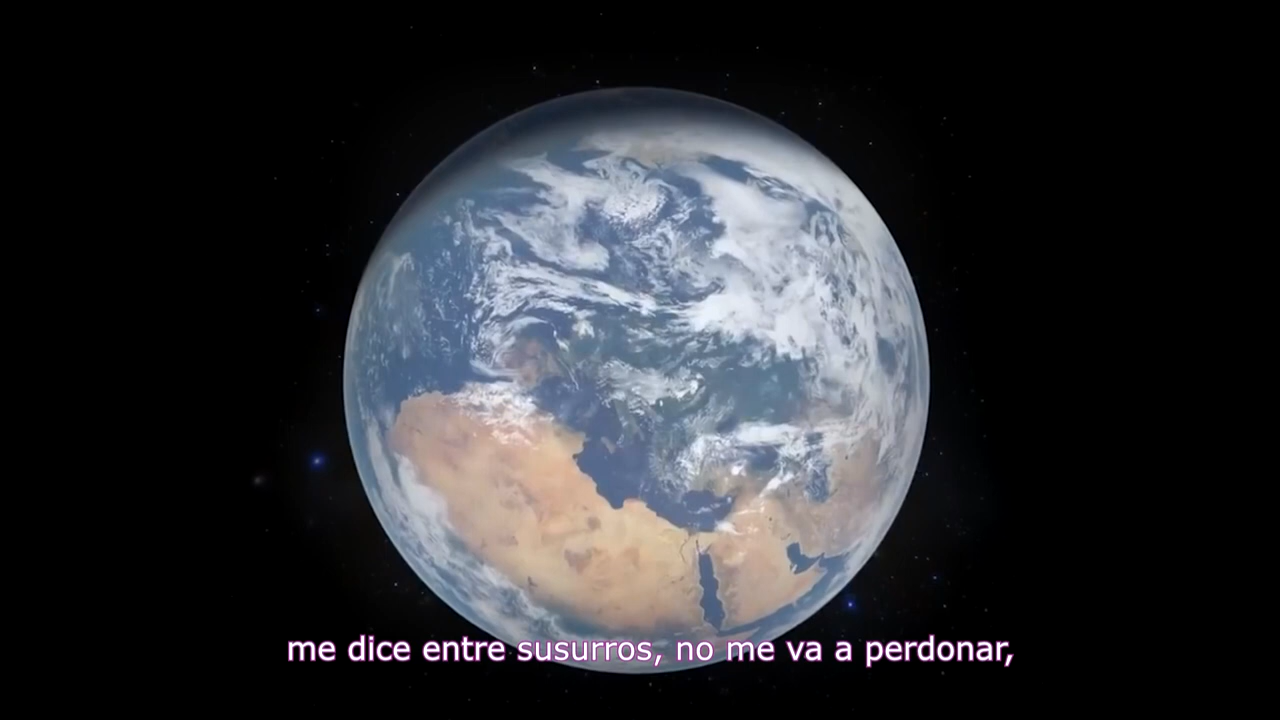 me dice entre susurros, no me va a perdonar,